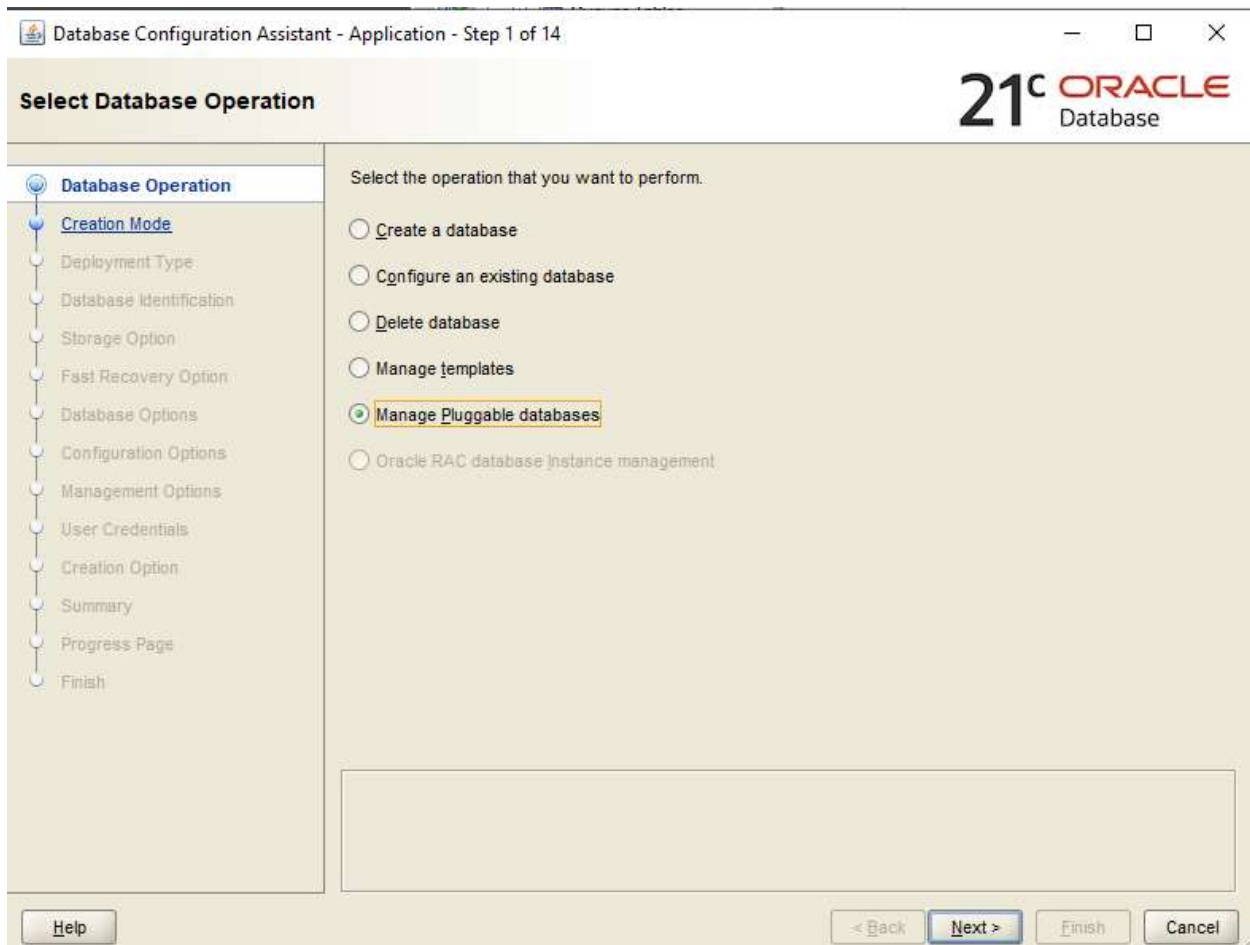 Database Configuration Assistant - Application - Step 1 of 14
Select Database Operation
21c ORACLE
Database
Database Operation
Creation Mode
Deployment Type
Database Identification
Storage Option
Fast Recovery Option
Database Options
Configuration Options
Management Options
User Credentials
Creation Option
Summary
Progress Page
Finish
Select the operation that you want to perform.
Create a database
Configure an existing database
Delete database
Manage templates
Manage Pluggable databases
Oracle RAC database instance management
Help
< Back
Next >
Finish
Cancel